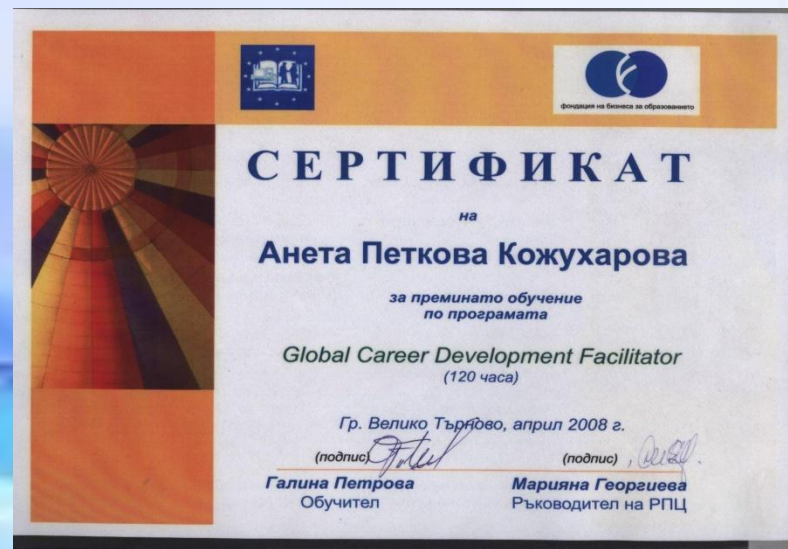 фондация на бизнеса за образованието
СЕРТИФИКАТ
на
Анета Петкова Кожухарова
за преминато обучение
по програмата
Global Career Development Facilitator
(120 часа)
Гр. Велико Търново, април 2008 г.
(подпис) (подпис)
Галина Петрова Марияна Георгиева
Обучител Ръководител на РПЦ